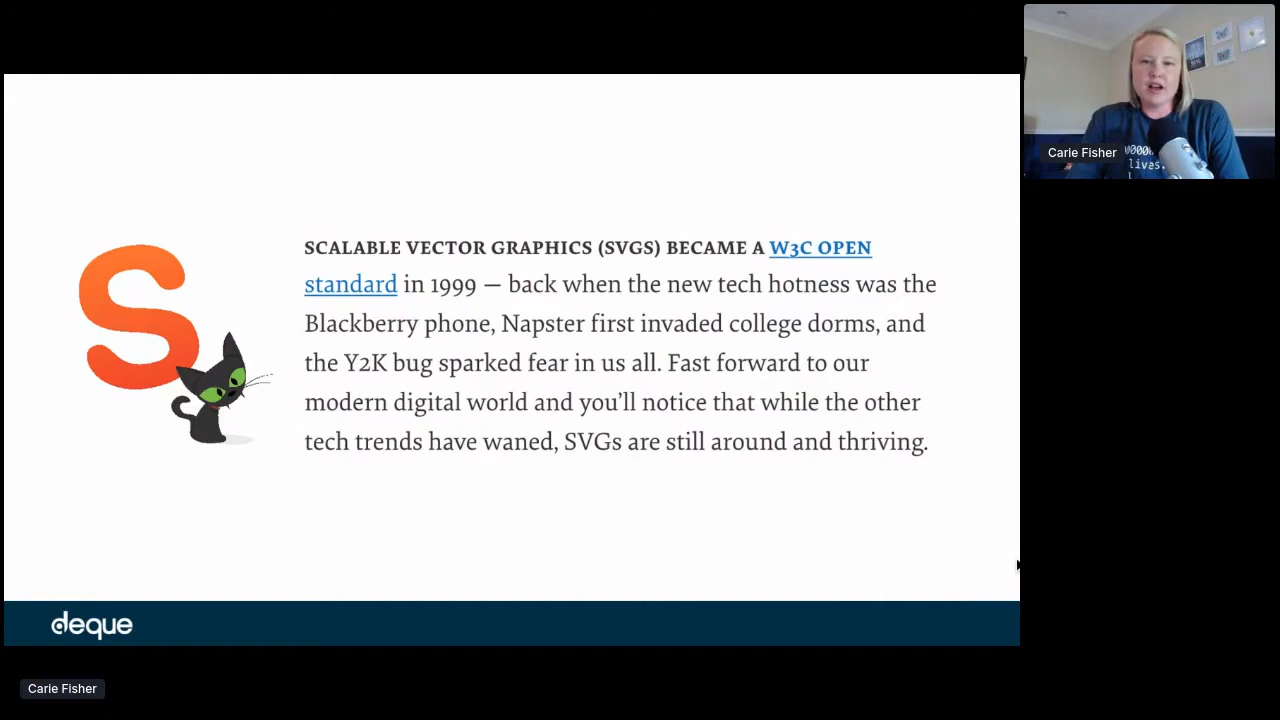 S
SCALABLE VECTOR GRAPHICS (SVGS) BECAME A W3C OPEN
standard in 1999 — back when the new tech hotness was the
Blackberry phone, Napster first invaded college dorms, and
the Y2K bug sparked fear in us all. Fast forward to our
modern digital world and you’ll notice that while the other
tech trends have waned, SVGs are still around and thriving.
deque
Carie Fisher
Carie Fisher
lives.